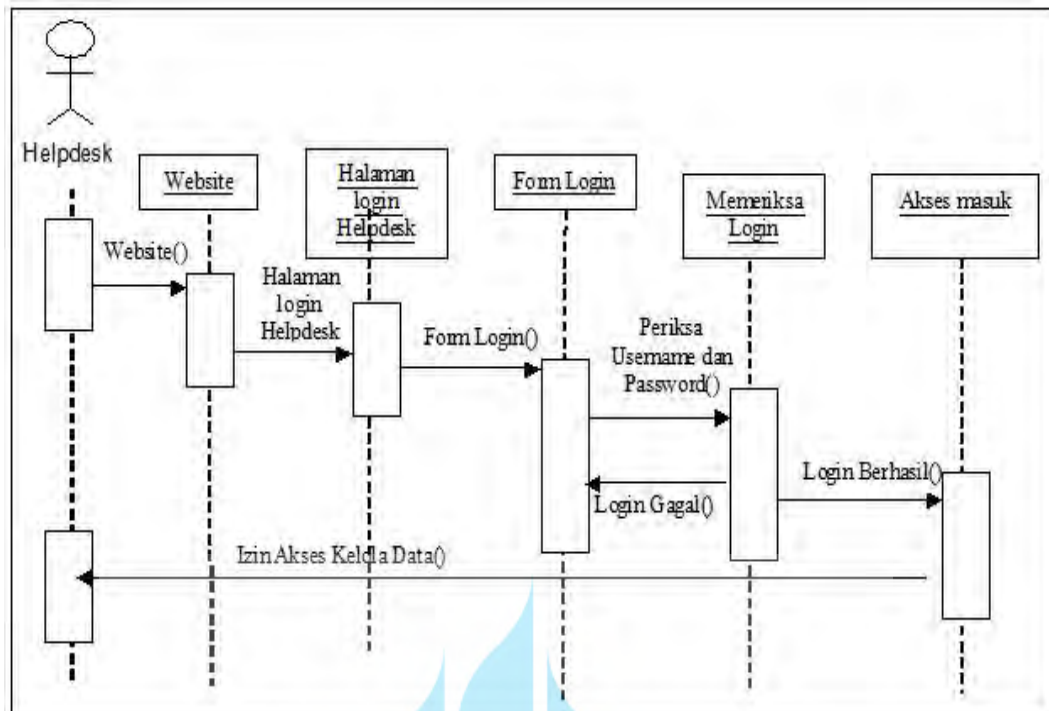 Helpdesk
Website
Halaman
login
Helpdesk
Form Login
Memeriksa
Login
Akses masuk
Website()
Halaman
login
Helpdesk
Form Login()
Periksa
Username dan
Password()
Login Gagal()
Login Berhasil()
Izin Akses Kelola Data()